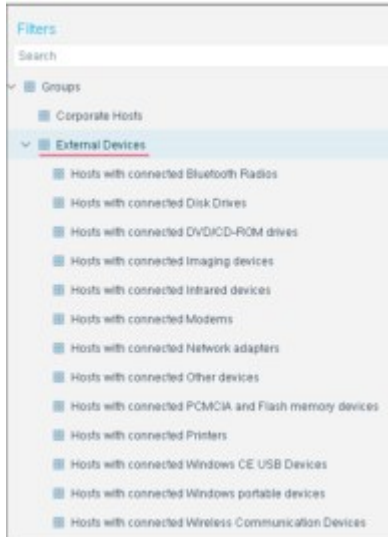 Filters
Search
Groups
Corporate Hosts
External Devices
Hosts with connected Bluetooth Radios
Hosts with connected Disk Drives
Hosts with connected DVD/CD-ROM drives
Hosts with connected Imaging devices
Hosts with connected Infrared devices
Hosts with connected Modems
Hosts with connected Network adapters
Hosts with connected Other devices
Hosts with connected PCMCIA and Flash memory devices
Hosts with connected Printers
Hosts with connected Windows CE USB Devices
Hosts with connected Windows portable devices
Hosts with connected Wireless Communication Devices